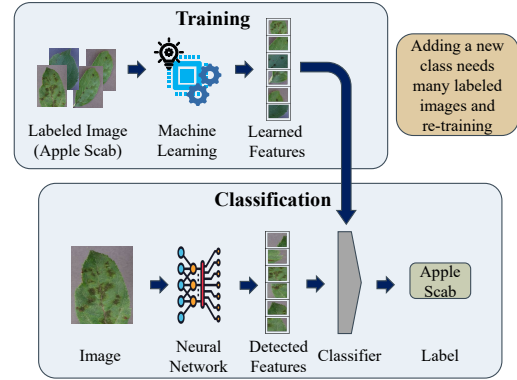 Training
Labeled Image
(Apple Scab)
Machine
Learning
Learned
Features
Adding a new
class needs
many labeled
images and
re-training
Classification
Image
Neural
Network
Detected
Features
Classifier
Apple
Scab
Label